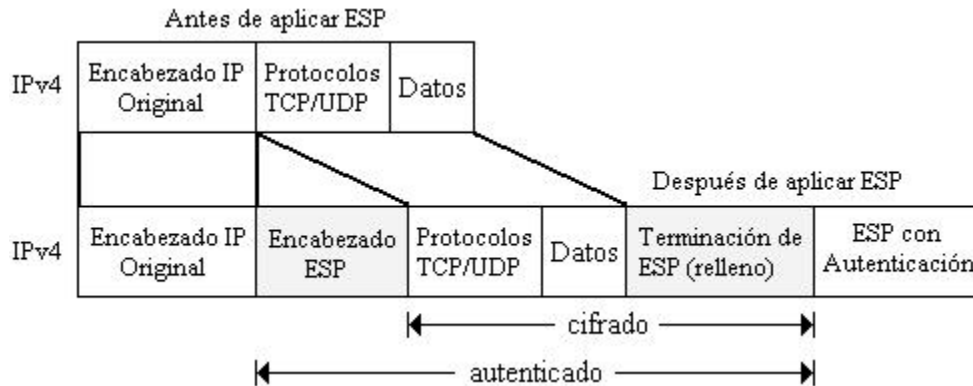 Antes de aplicar ESP
IPv4
Encabezado IP
Original
Protocolos
TCP/UDP
Datos
Después de aplicar ESP
IPv4
Encabezado IP
Original
Encabezado
ESP
Protocolos
TCP/UDP
Datos
Terminación de
ESP (relleno)
ESP con
Autenticación
cifrado
autenticado